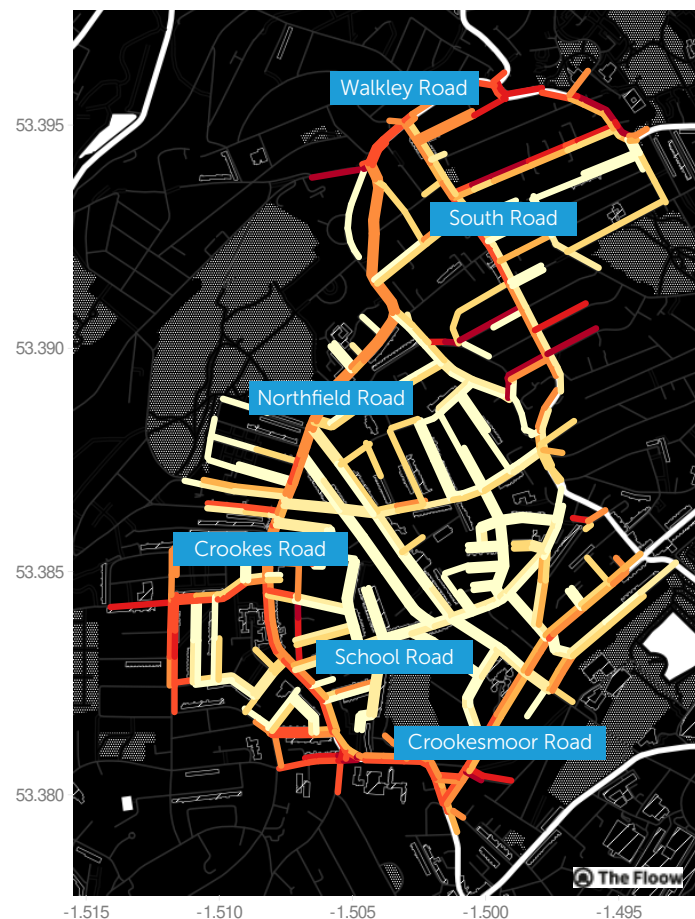 Walkley Road
53.395
South Road
53.390
Northfield Road
Crookes Road
53.385
School Road
Crookesmoor Road
53.380
The Floow
-1.515 -1.510 -1.505 -1.500 -1.495